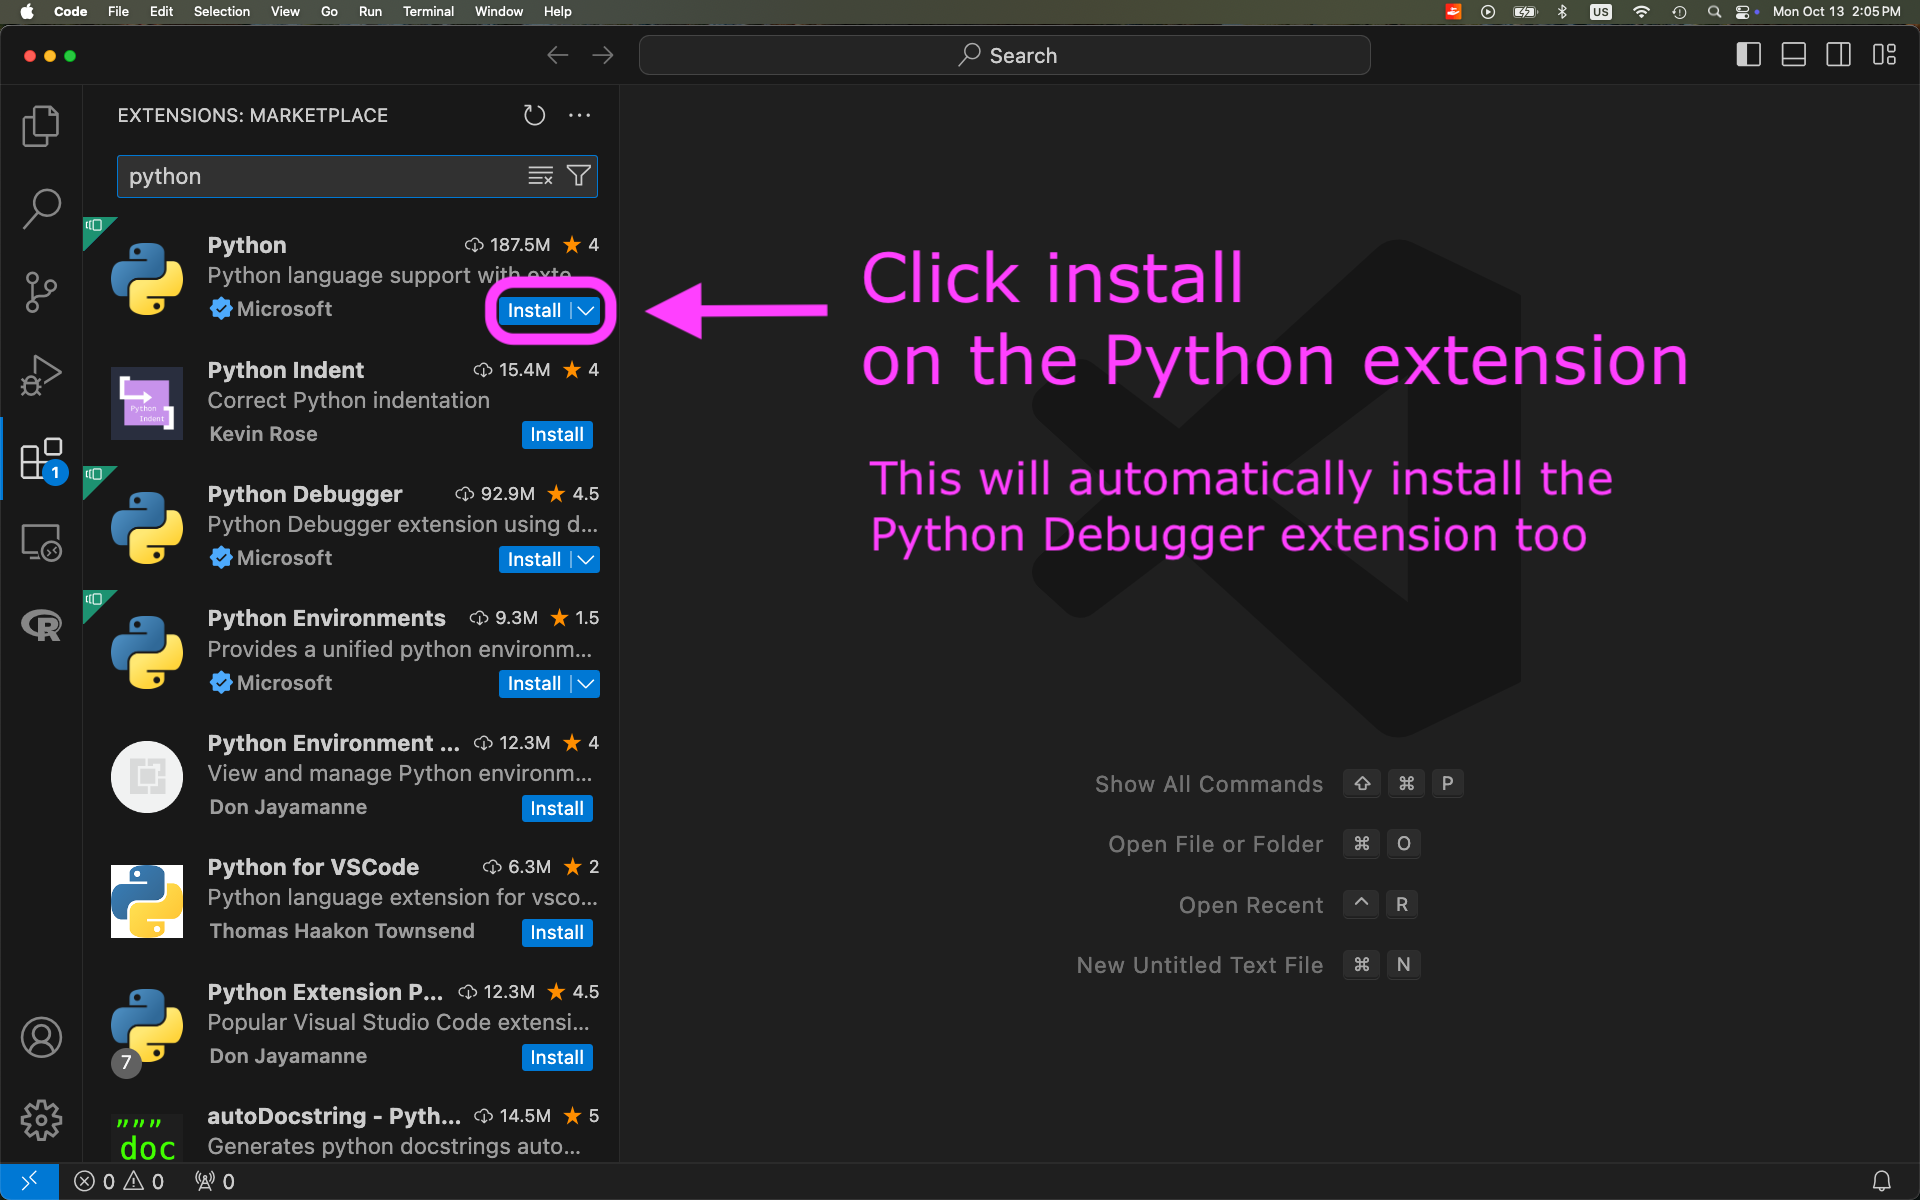 Code File Edit Selection View Go Run Terminal Window Help US Mon Oct 13 2:05 PM
Search
EXTENSIONS: MARKETPLACE
python
Python 187.5M 4
Python language support with exte
Microsoft Install
Python Indent 15.4M 4
Correct Python indentation
Kevin Rose Install
Python
Indent
Python Debugger 92.9M 4.5
Python Debugger extension using d...
Microsoft Install
Python Environments 9.3M 1.5
Provides a unified python environm...
Microsoft Install
Python Environment ... 12.3M 4
View and manage Python environm...
Don Jayamanne Install
Python for VSCode 6.3M 2
Python language extension for vsco...
Thomas Haakon Townsend Install
Python Extension P... 12.3M 4.5
Popular Visual Studio Code extensi...
Don Jayamanne Install
7
autoDocstring - Pyth... 14.5M 5
Generates python docstrings auto...
"""
doc
1
R
Click install
on the Python extension
This will automatically install the
Python Debugger extension too
Show All Commands ⇧ ⌘ P
Open File or Folder ⌘ O
Open Recent ^ R
New Untitled Text File ⌘ N
0 0 0